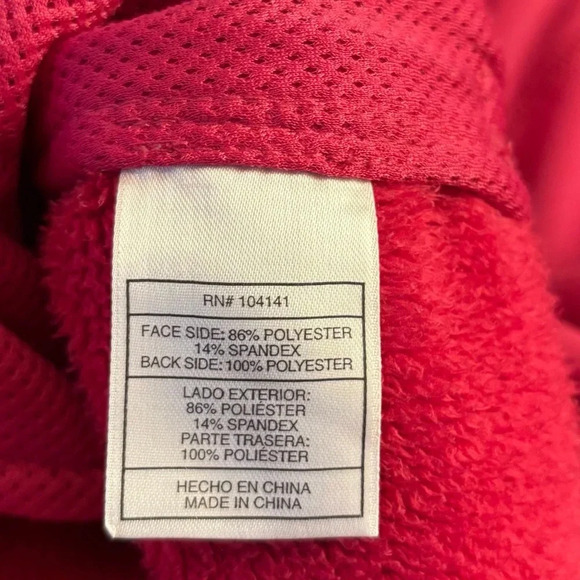 RN# 104141
FACE SIDE: 86% POLYESTER
14% SPANDEX
BACK SIDE: 100% POLYESTER
LADO EXTERIOR:
86% POLIÉSTER
14% SPANDEX
PARTE TRASERA:
100% POLIÉSTER
HECHO EN CHINA
MADE IN CHINA